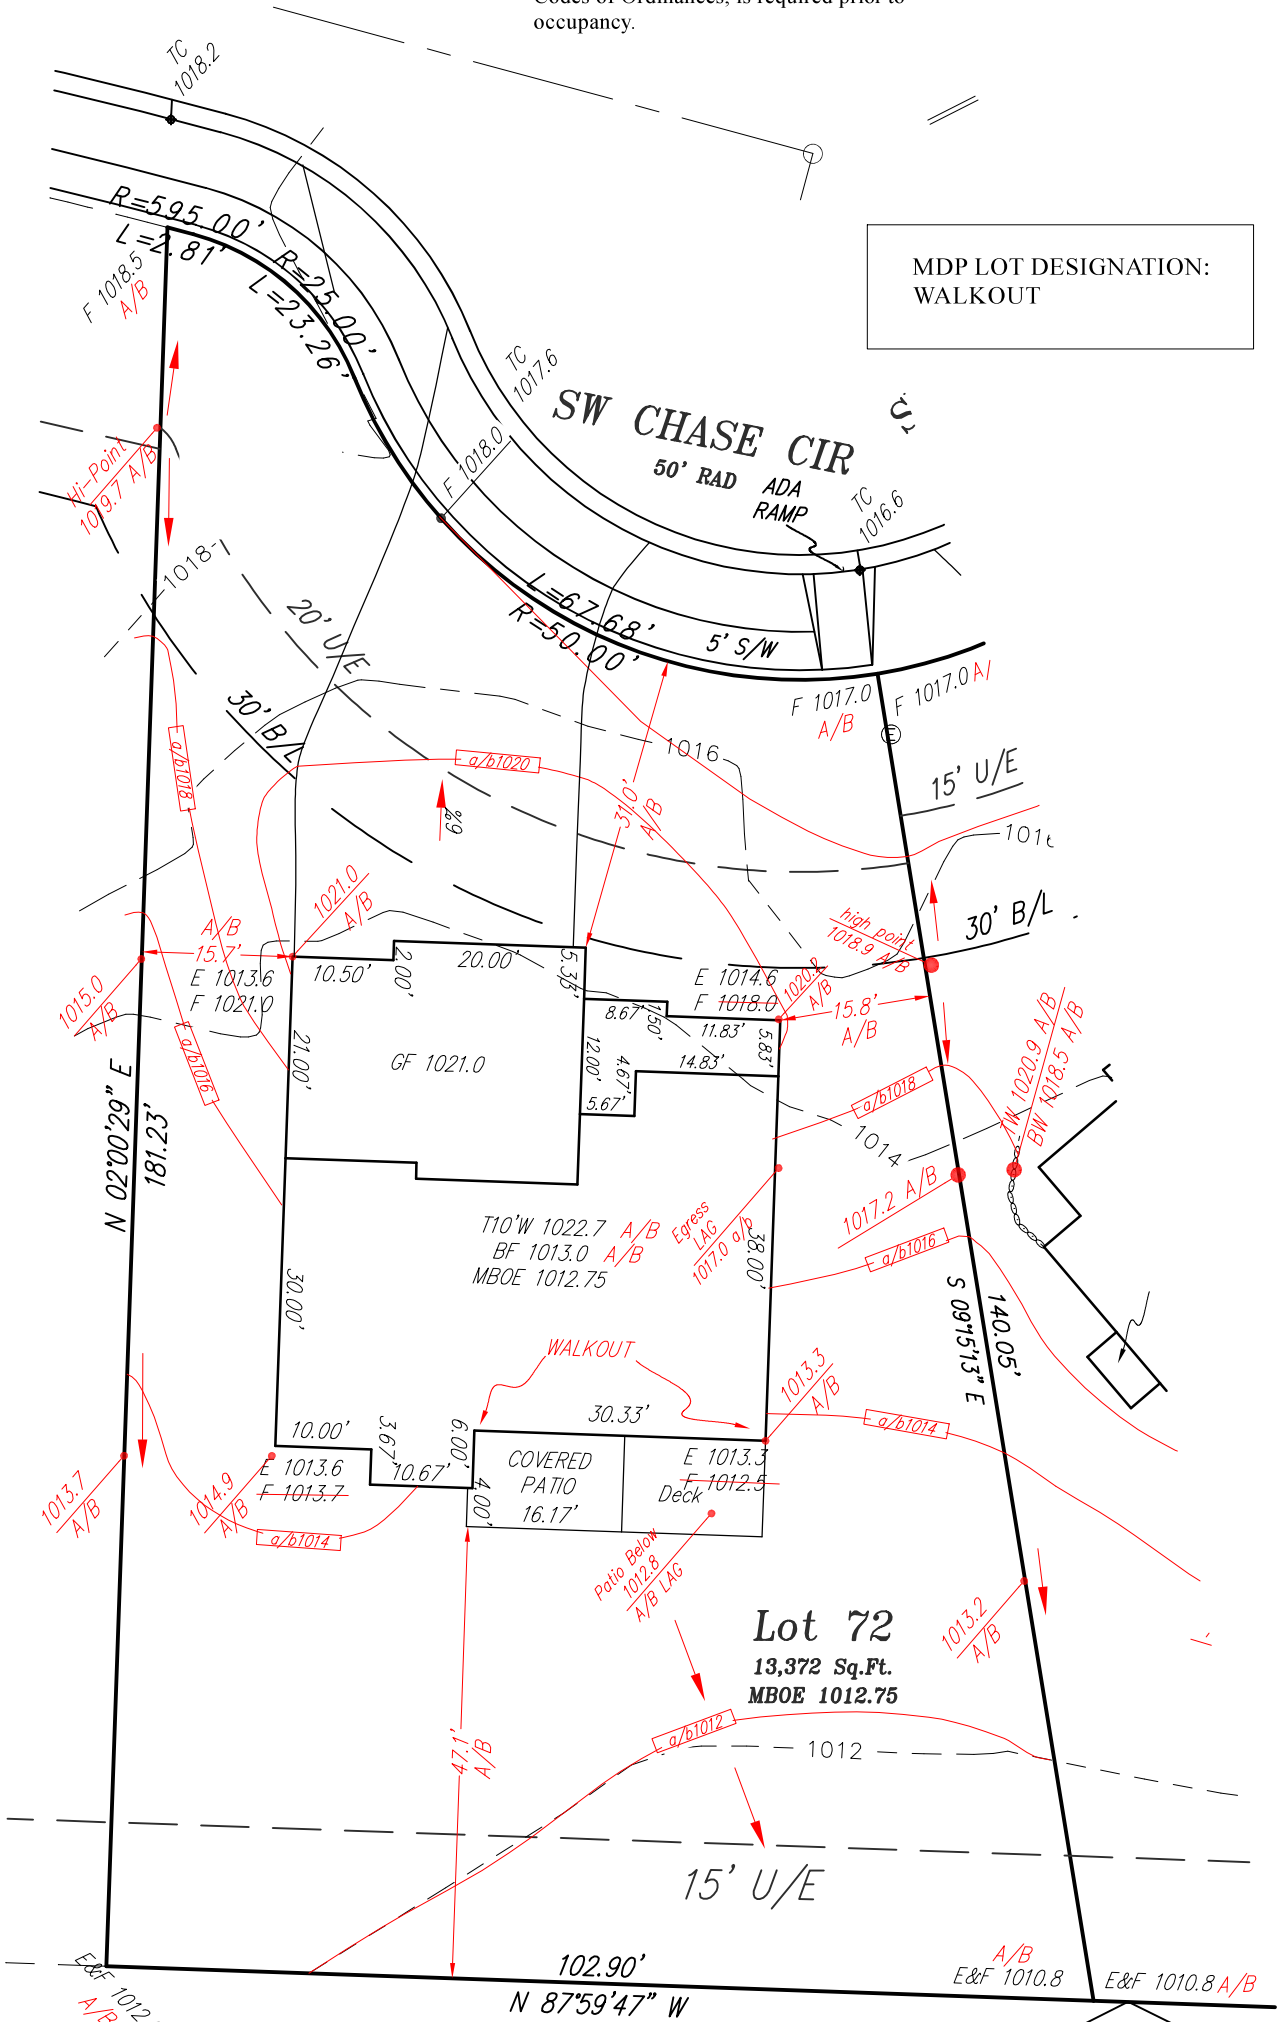 Codes of Ordinances, is required prior to
occupancy.
TC
1018.2
R=595.00'
L=2.81'
F 1018.5
A/B
R=25.00'
L=23.26'
MDP LOT DESIGNATION:
WALKOUT
TC
1017.6
SW CHASE CIR
50' RAD
ADA
RAMP
TC
1016.6
F 1018.0
Hi-Point
1019.7 A/B
1018
20' U/E
L=67.68'
R=50.00'
5' S/W
F 1017.0
A/B
F 1017.0 A/
E
30' B/L
1016
15' U/E
a/b1018
a/b1020
6%
31.0'
A/B
30' B/L
high point
1018.9 A/B
1021.0
A/B
A/B
15.7'
1015.0
A/B
E 1013.6
F 1021.0
10.50'
2.00'
20.00'
5.33'
E 1014.6
F 1018.0
1020.2
A/B
15.8'
A/B
8.67'
1.50'
11.83'
5.83'
14.83'
12.00'
4.67'
5.67'
21.00'
GF 1021.0
a/b1016
TW 1020.9 A/B
BW 1018.5 A/B
a/b1018
1014
N 02°00'29" E
181.23'
1017.2 A/B
a/b1016
T10'W 1022.7 A/B
BF 1013.0 A/B
MBOE 1012.75
Egress
LAG
1017.0 a/b
38.00'
30.00'
S 09°15'13" E
140.05'
WALKOUT
1013.3
A/B
10.00'
3.67'
10.67'
6.00'
30.33'
a/b1014
COVERED
PATIO
16.17'
4.00'
E 1013.3
F 1012.5
Deck
E 1013.6
F 1013.7
1013.7
A/B
1014.9
A/B
a/b1014
Patio Below
1012.8
A/B LAG
1013.2
A/B
Lot 72
13,372 Sq.Ft.
MBOE 1012.75
47.1'
A/B
a/b1012
1012
15' U/E
102.90'
N 87°59'47" W
E&F 1012
A/B
A/B
E&F 1010.8
E&F 1010.8 A/B